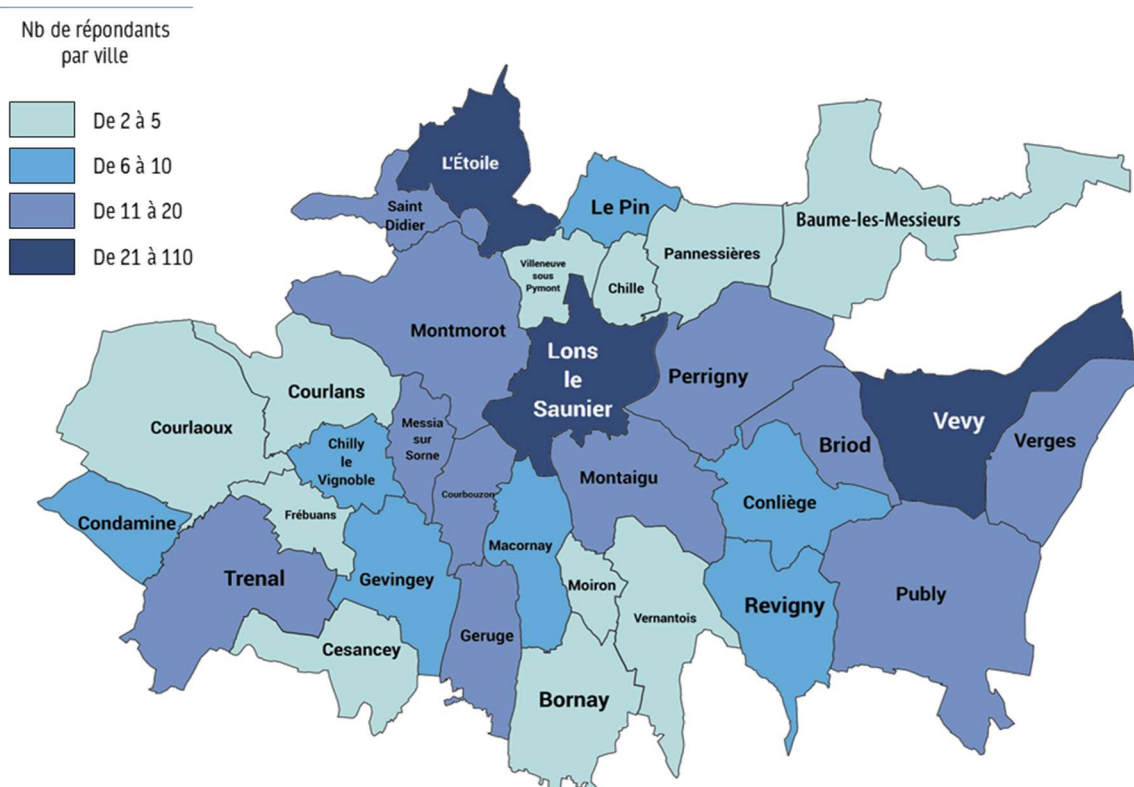 Nb de répondants
par ville
De 2 à 5
De 6 à 10
De 11 à 20
De 21 à 110
L'Étoile
Saint
Didier
Le Pin
Baume-les-Messieurs
Pannessières
Villeneuve
sous
Pymont
Chille
Montmorot
Lons
le
Saunier
Perrigny
Courlans
Courlaoux
Messia
sur
Sorne
Chilly
le
Vignoble
Briod
Vevy
Verges
Montaigu
Courbouzon
Conliège
Condamine
Frébuans
Macornay
Trenal
Gevingey
Moiron
Vernantois
Revigny
Publy
Geruge
Cesancey
Bornay